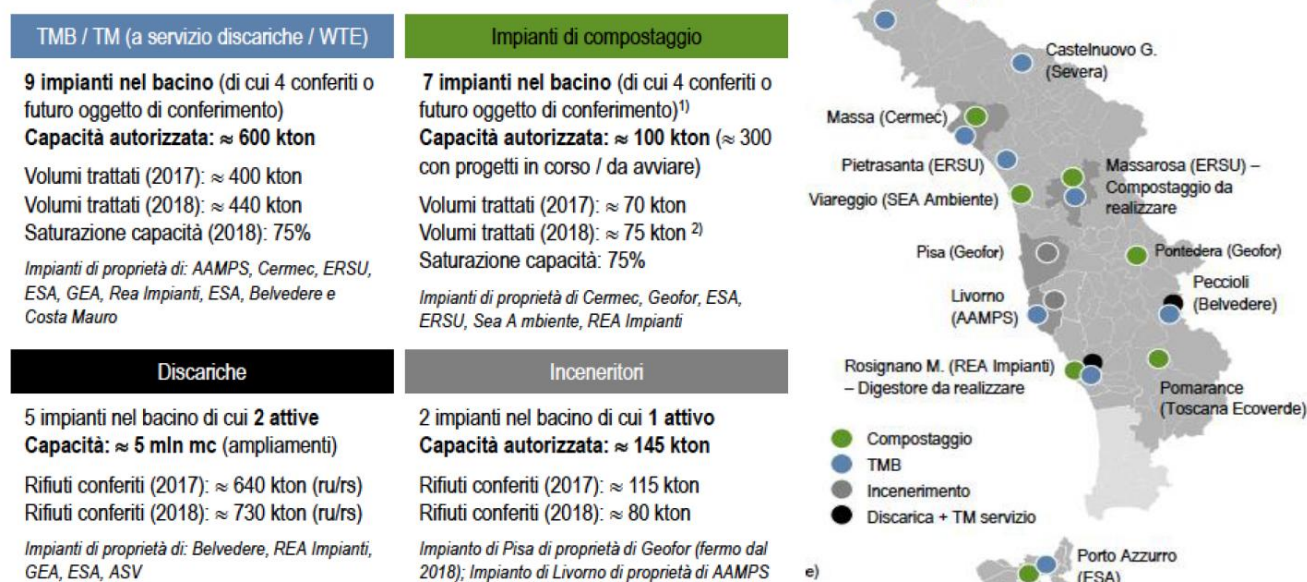 TMB / TM (a servizio discariche / WTE)
9 impianti nel bacino (di cui 4 conferiti o
futuro oggetto di conferimento)
Capacità autorizzata: ≈ 600 kton
Volumi trattati (2017): ≈ 400 kton
Volumi trattati (2018): ≈ 440 kton
Saturazione capacità (2018): 75%
Impianti di proprietà di: AAMPS, Cermec, ERSU,
ESA, GEA, Rea Impianti, ESA, Belvedere e
Costa Mauro
Impianti di compostaggio
7 impianti nel bacino (di cui 4 conferiti o
futuro oggetto di conferimento)1)
Capacità autorizzata: ≈ 100 kton (≈ 300
con progetti in corso / da avviare)
Volumi trattati (2017): ≈ 70 kton
Volumi trattati (2018): ≈ 75 kton 2)
Saturazione capacità: 75%
Impianti di proprietà di Cermec, Geofor, ESA,
ERSU, Sea A mbiente, REA Impianti
Discariche
5 impianti nel bacino di cui 2 attive
Capacità: ≈ 5 mln mc (ampliamenti)
Rifiuti conferiti (2017): ≈ 640 kton (ru/rs)
Rifiuti conferiti (2018): ≈ 730 kton (ru/rs)
Impianti di proprietà di: Belvedere, REA Impianti,
GEA, ESA, ASV
Inceneritori
2 impianti nel bacino di cui 1 attivo
Capacità autorizzata: ≈ 145 kton
Rifiuti conferiti (2017): ≈ 115 kton
Rifiuti conferiti (2018): ≈ 80 kton
Impianto di Pisa di proprietà di Geofor (fermo dal
2018); Impianto di Livorno di proprietà di AAMPS
Castelnuovo G.
(Severa)
Massa (Cermec)
Pietrasanta (ERSU)
Massarosa (ERSU) –
Compostaggio da
realizzare
Viareggio (SEA Ambiente)
Pisa (Geofor)
Pontedera (Geofor)
Peccioli
(Belvedere)
Livorno
(AAMPS)
Rosignano M. (REA Impianti)
– Digestore da realizzare
Pomarance
(Toscana Ecoverde)
Compostaggio
TMB
Incenerimento
Discarica + TM servizio
Porto Azzurro
(ESA)
e)